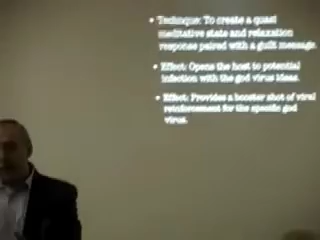 • Technique: To create a quasi
meditative state and relaxation
response paired with a guilt message.
• Effect: Opens the host to potential
infection with the god virus ideas.
• Effect: Provides a booster shot of viral
reinforcement for the specific god
virus.